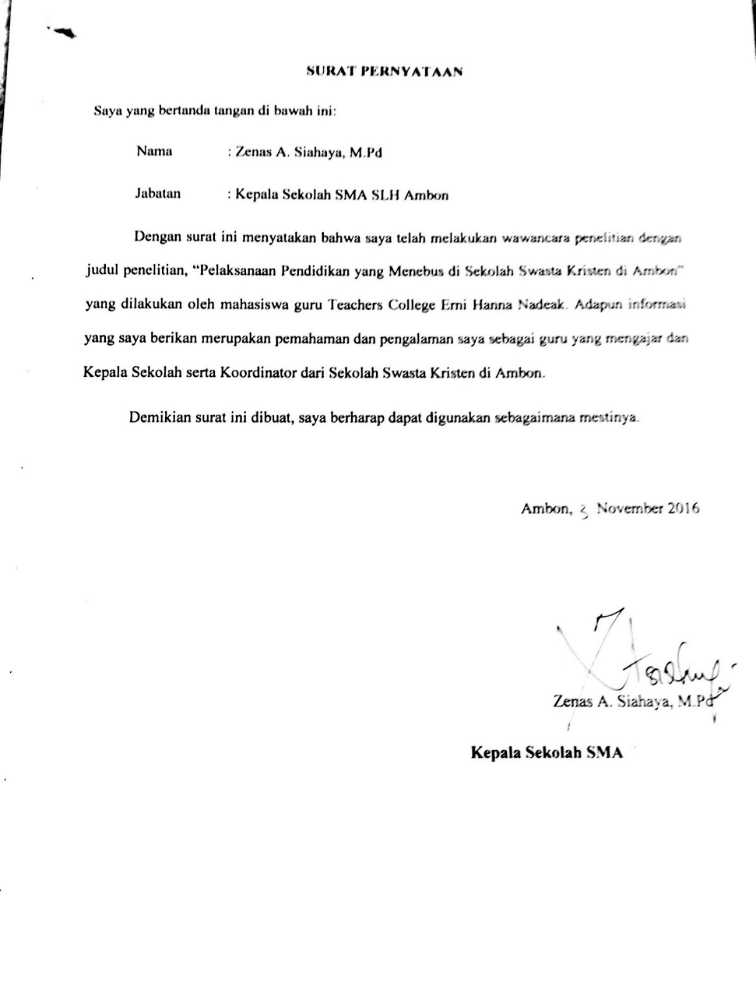 SURAT PERNYATAAN
Saya yang bertanda tangan di bawah ini:
Nama : Zenas A. Siahaya, M.Pd
Jabatan : Kepala Sekolah SMA SLH Ambon
Dengan surat ini menyatakan bahwa saya telah melakukan wawancara penelitian dengan
judul penelitian, “Pelaksanaan Pendidikan yang Menebus di Sekolah Swasta Kristen di Ambon”
yang dilakukan oleh mahasiswa guru Teachers College Erni Hanna Nadeak. Adapun informasi
yang saya berikan merupakan pemahaman dan pengalaman saya sebagai guru yang mengajar dan
Kepala Sekolah serta Koordinator dari Sekolah Swasta Kristen di Ambon.
Demikian surat ini dibuat, saya berharap dapat digunakan sebagaimana mestinya.
Ambon, 3 November 2016
Zenas A. Siahaya, M.Pd
Kepala Sekolah SMA